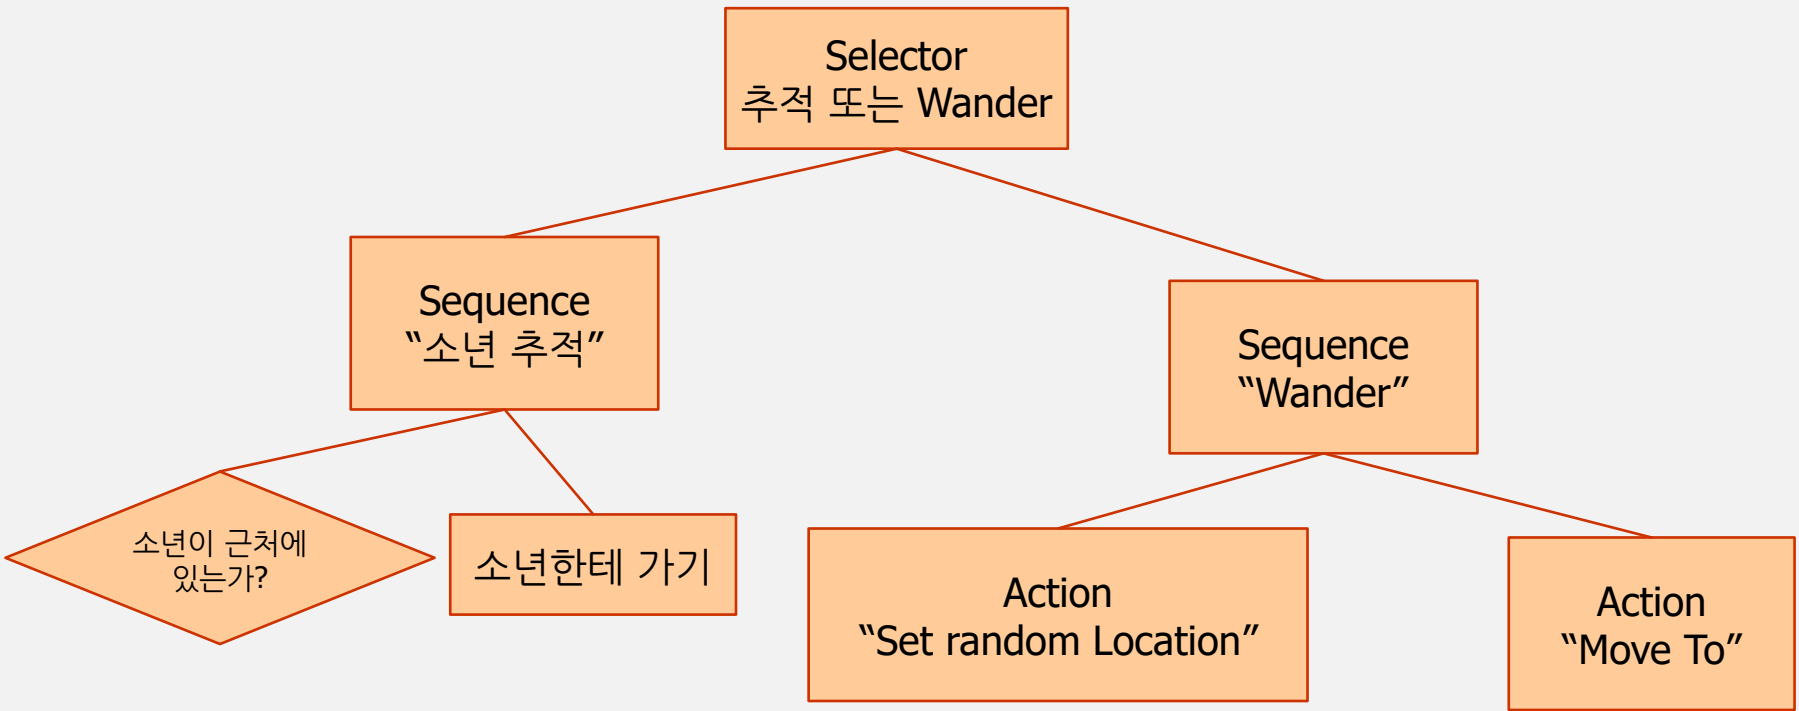 Selector
추적 또는 Wander
Sequence
“소년 추적”
Sequence
“Wander”
소년이 근처에
있는가?
소년한테 가기
Action
“Set random Location”
Action
“Move To”